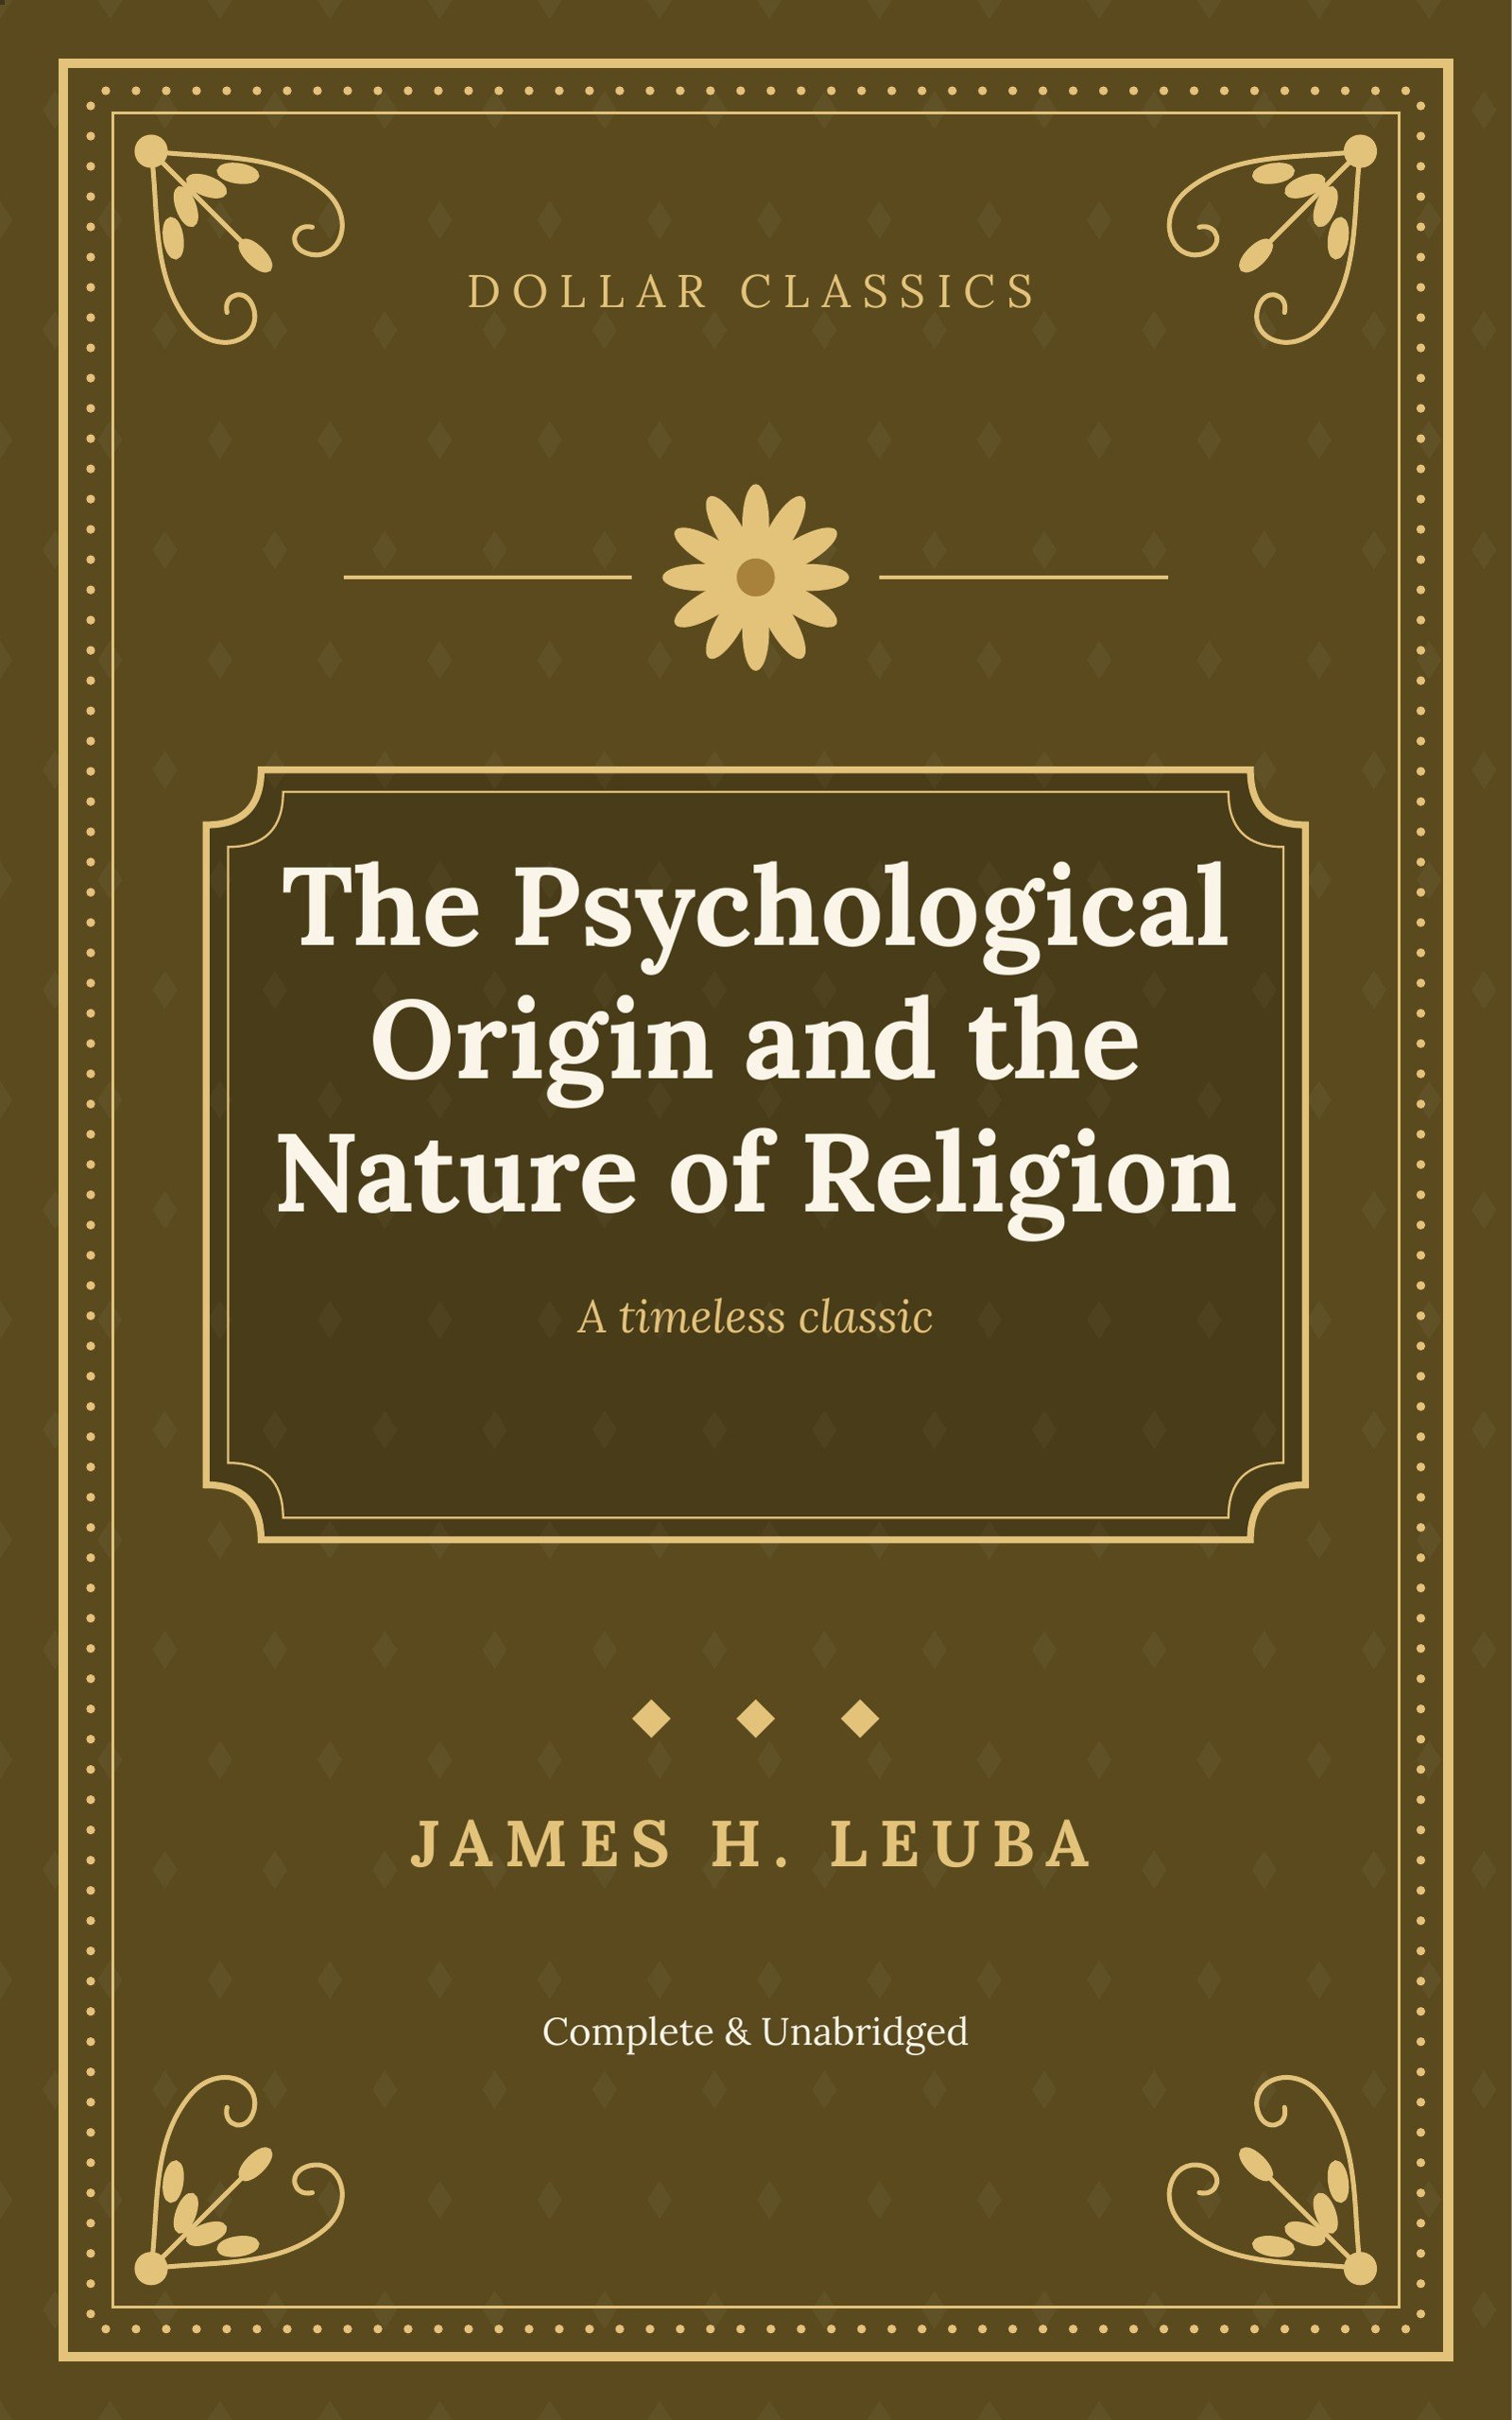 DOLLAR CLASSICS
The Psychological
Origin and the
Nature of Religion
A timeless classic
JAMES H. LEUBA
Complete & Unabridged